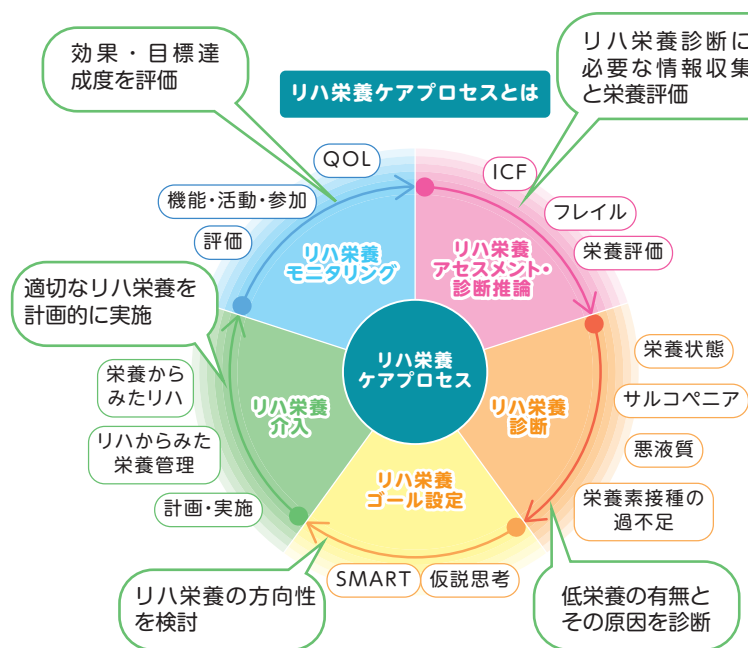 効果・目標達
成度を評価
リハ栄養診断に
必要な情報収集
と栄養評価
リハ栄養ケアプロセスとは
QOL
機能・活動・参加
評価
リハ栄養
モニタリング
ICF
フレイル
栄養評価
リハ栄養
アセスメント・
診断推論
適切なリハ栄養を
計画的に実施
リハ栄養
ケアプロセス
栄養状態
サルコペニア
悪液質
栄養素接種の
過不足
リハ栄養
診断
栄養から
みたリハ
リハからみた
栄養管理
計画・実施
リハ栄養
介入
リハ栄養
ゴール設定
SMART
仮説思考
リハ栄養の方向性
を検討
低栄養の有無と
その原因を診断